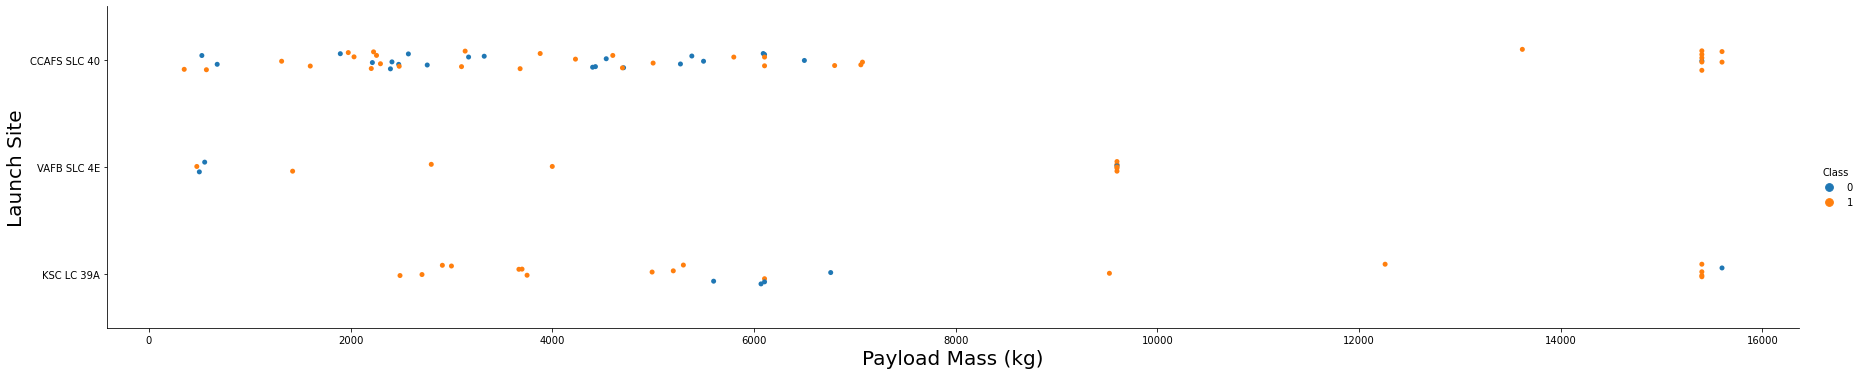 Launch Site
CCAFS SLC 40
VAFB SLC 4E
KSC LC 39A
0 2000 4000 6000 8000 10000 12000 14000 16000
Payload Mass (kg)
Class
0
1